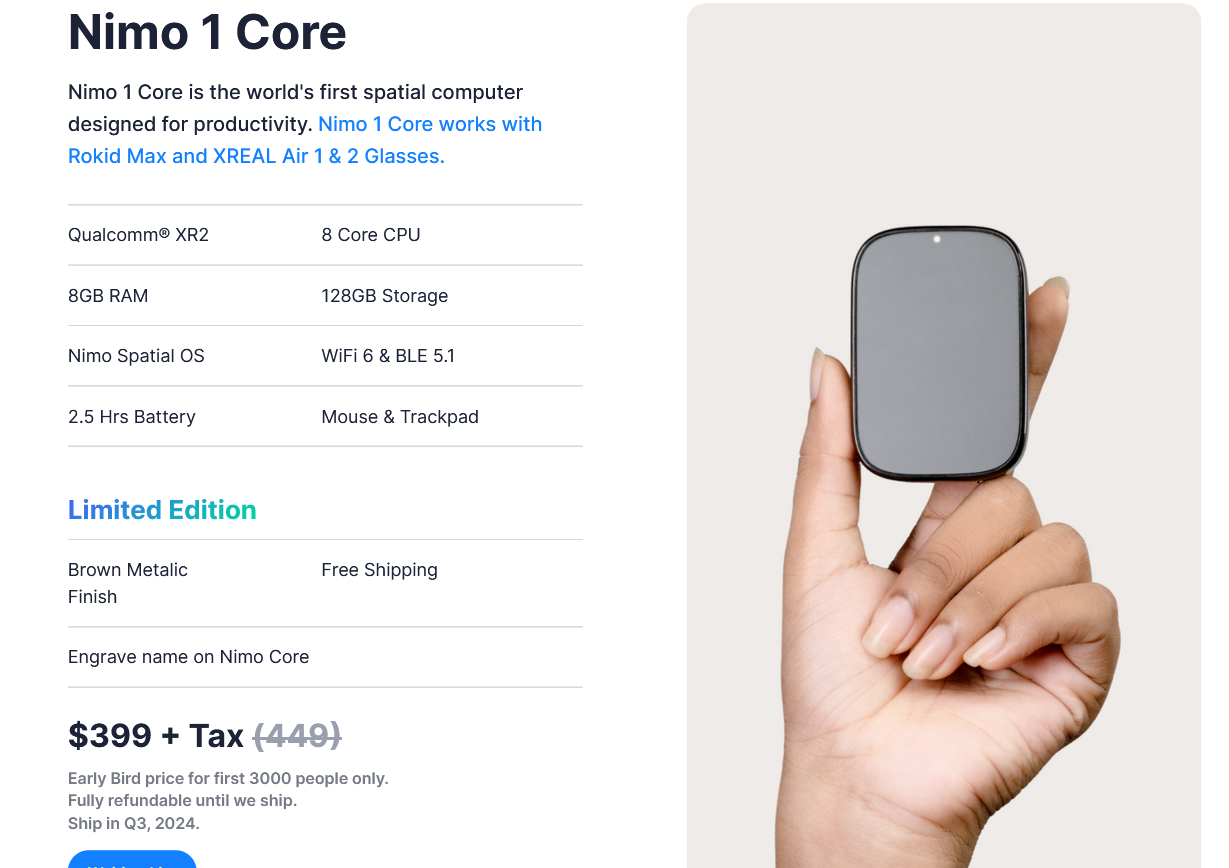 Nimo 1 Core
Nimo 1 Core is the world's first spatial computer
designed for productivity. Nimo 1 Core works with
Rokid Max and XREAL Air 1 & 2 Glasses.
Qualcomm® XR2
8 Core CPU
8GB RAM
128GB Storage
Nimo Spatial OS
WiFi 6 & BLE 5.1
2.5 Hrs Battery
Mouse & Trackpad
Limited Edition
Brown Metalic
Finish
Free Shipping
Engrave name on Nimo Core
$399 + Tax (449)
Early Bird price for first 3000 people only.
Fully refundable until we ship.
Ship in Q3, 2024.